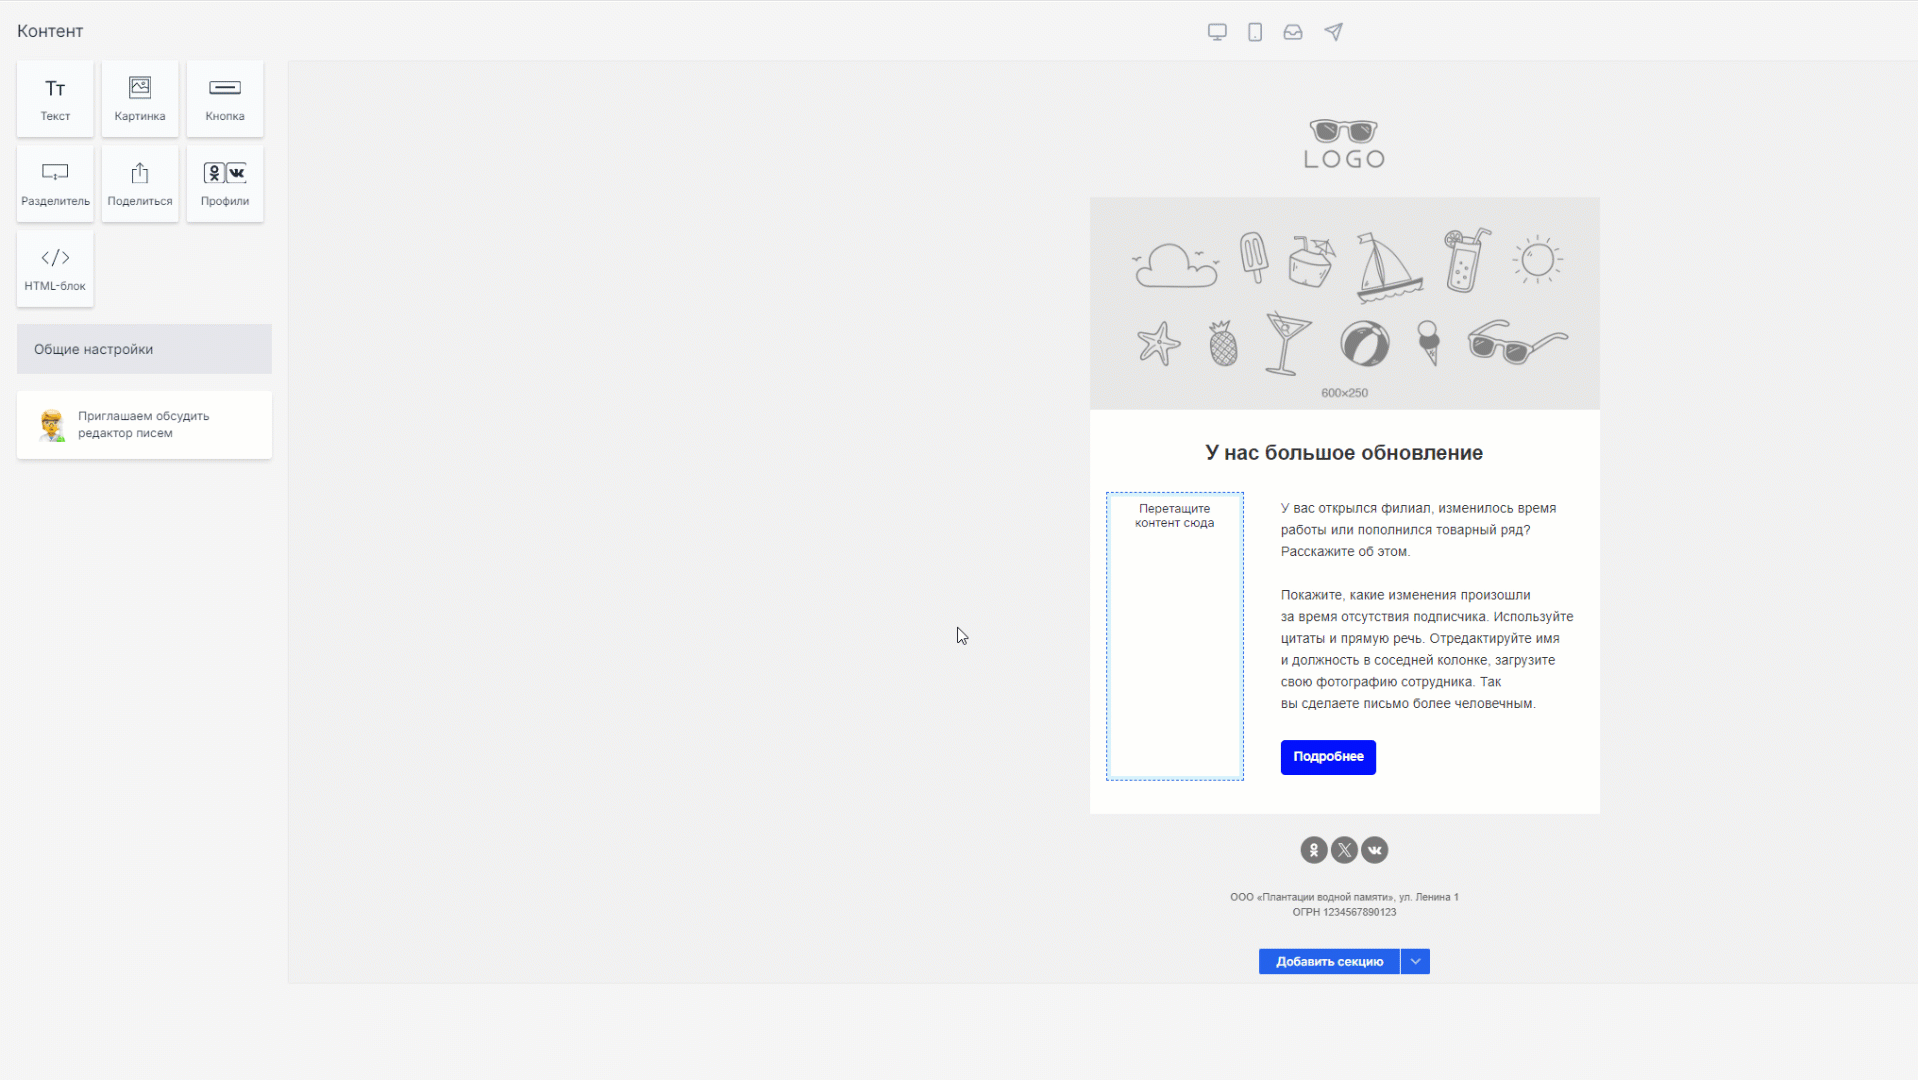 Контент
Текст
Картинка
Кнопка
Разделитель
Поделиться
Профили
HTML-блок
Общие настройки
Приглашаем обсудить
редактор писем
LOGO
600×250
У нас большое обновление
Перетащите
контент сюда
У вас открылся филиал, изменилось время
работы или пополнился товарный ряд?
Расскажите об этом.
Покажите, какие изменения произошли
за время отсутствия подписчика. Используйте
цитаты и прямую речь. Отредактируйте имя
и должность в соседней колонке, загрузите
свою фотографию сотрудника. Так
вы сделаете письмо более человечным.
Подробнее
ООО «Плантации водной памяти», ул. Ленина 1
ОГРН 1234567890123
Добавить секцию